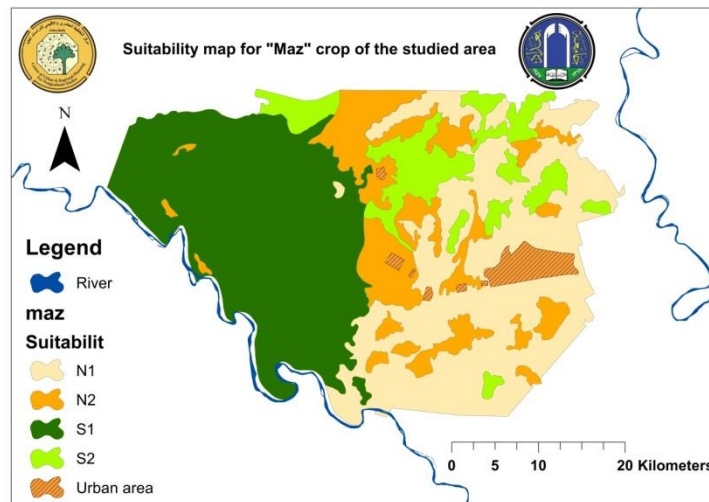 Suitability map for "Maz" crop of the studied area
N
Legend
River
maz
Suitabilit
N1
N2
S1
S2
Urban area
0 5 10 20 Kilometers